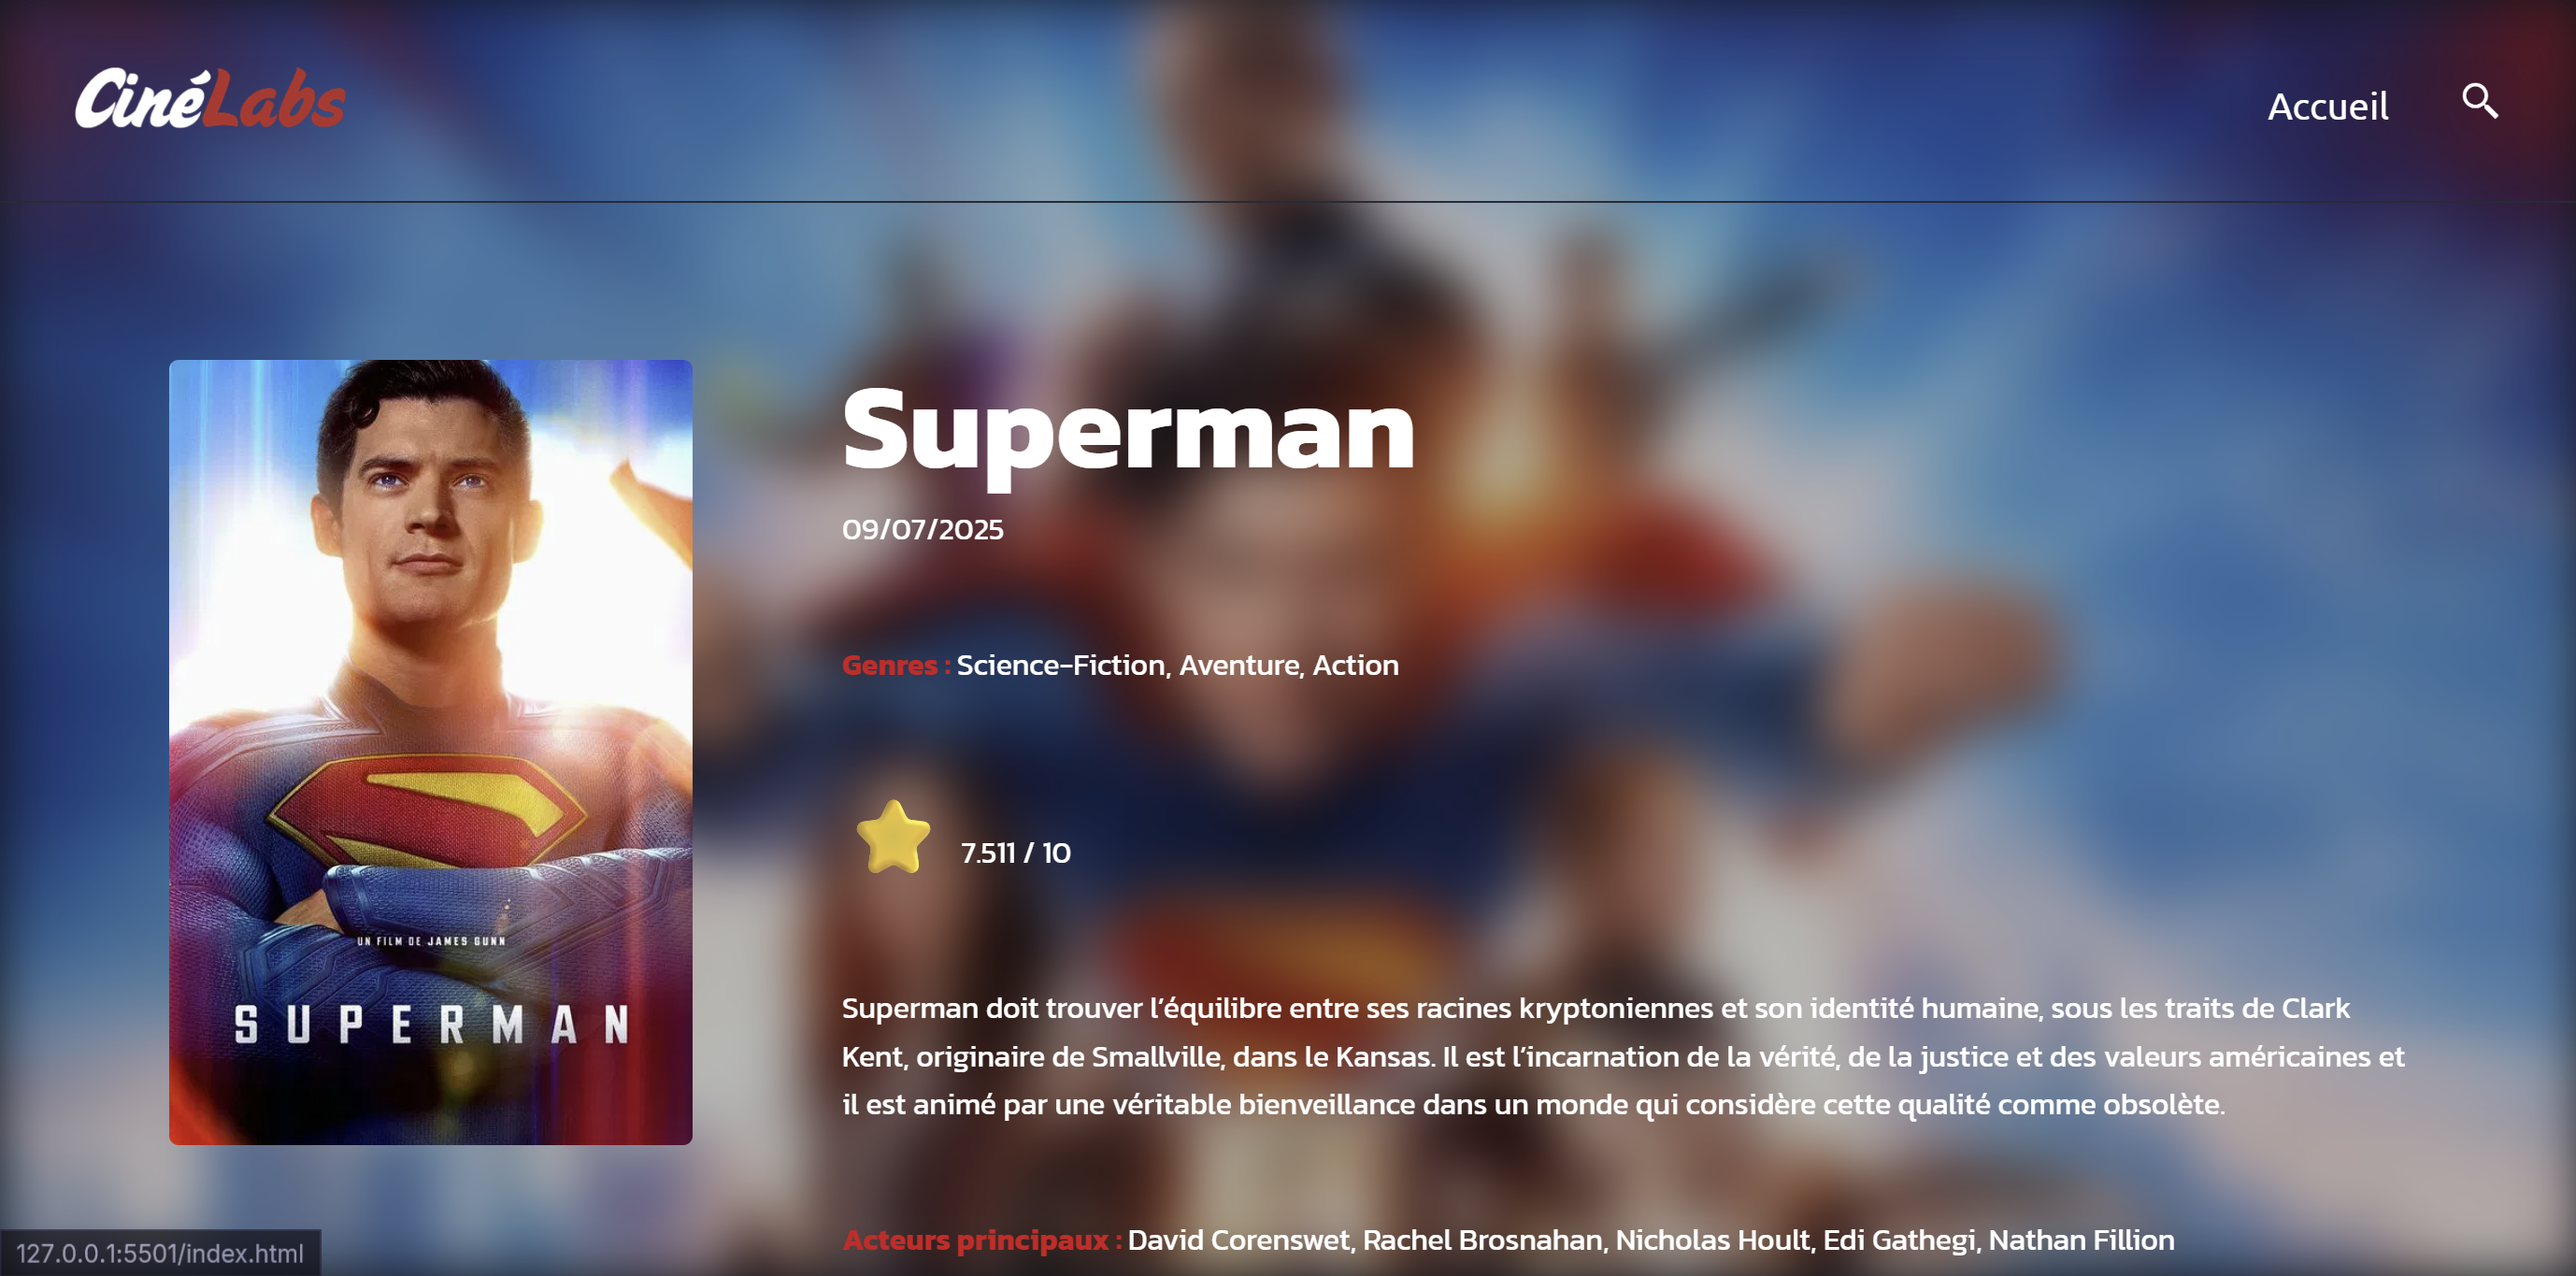 CinéLabs
Accueil
Superman
09/07/2025
Genres : Science-Fiction, Aventure, Action
7.511 / 10
UN FILM DE JAMES GUNN
SUPERMAN
Superman doit trouver l’équilibre entre ses racines kryptoniennes et son identité humaine, sous les traits de Clark
Kent, originaire de Smallville, dans le Kansas. Il est l’incarnation de la vérité, de la justice et des valeurs américaines et
il est animé par une véritable bienveillance dans un monde qui considère cette qualité comme obsolète.
Acteurs principaux : David Corenswet, Rachel Brosnahan, Nicholas Hoult, Edi Gathegi, Nathan Fillion
127.0.0.1:5501/index.html